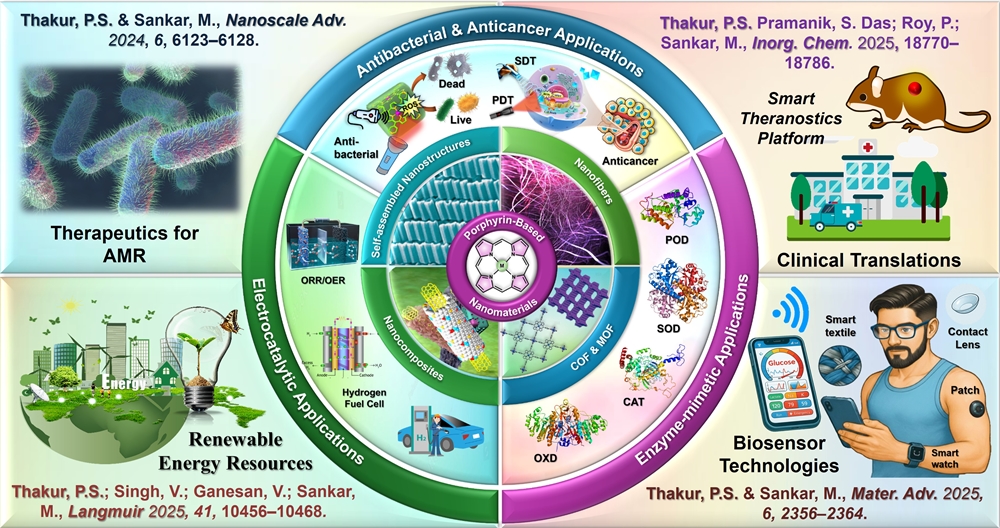 Thakur, P.S. & Sankar, M., Nanoscale Adv.
2024, 6, 6123–6128.
Therapeutics for
AMR
Thakur, P.S. Pramanik, S. Das; Roy, P.;
Sankar, M., Inorg. Chem. 2025, 18770–
18786.
Smart
Theranostics
Platform
Clinical Translations
Antibacterial & Anticancer Applications
Dead
ROS
Live
Anti-
bacterial
SDT
PDT
Anticancer
Self-assembled Nanostructures
Nanofibers
Porphyrin-Based
M
Nanomaterials
Nanocomposites
COF & MOF
Electrocatalytic Applications
ORR/OER
Hydrogen
Fuel Cell
H₂
Enzyme-mimetic Applications
POD
SOD
CAT
OXD
Energy
Renewable
Energy Resources
Thakur, P.S.; Singh, V.; Ganesan, V.; Sankar,
M., Langmuir 2025, 41, 10456–10468.
Glucose
Smart
textile
Contact
Lens
Patch
Smart
watch
Biosensor
Technologies
Thakur, P.S. & Sankar, M., Mater. Adv. 2025,
6, 2356–2364.